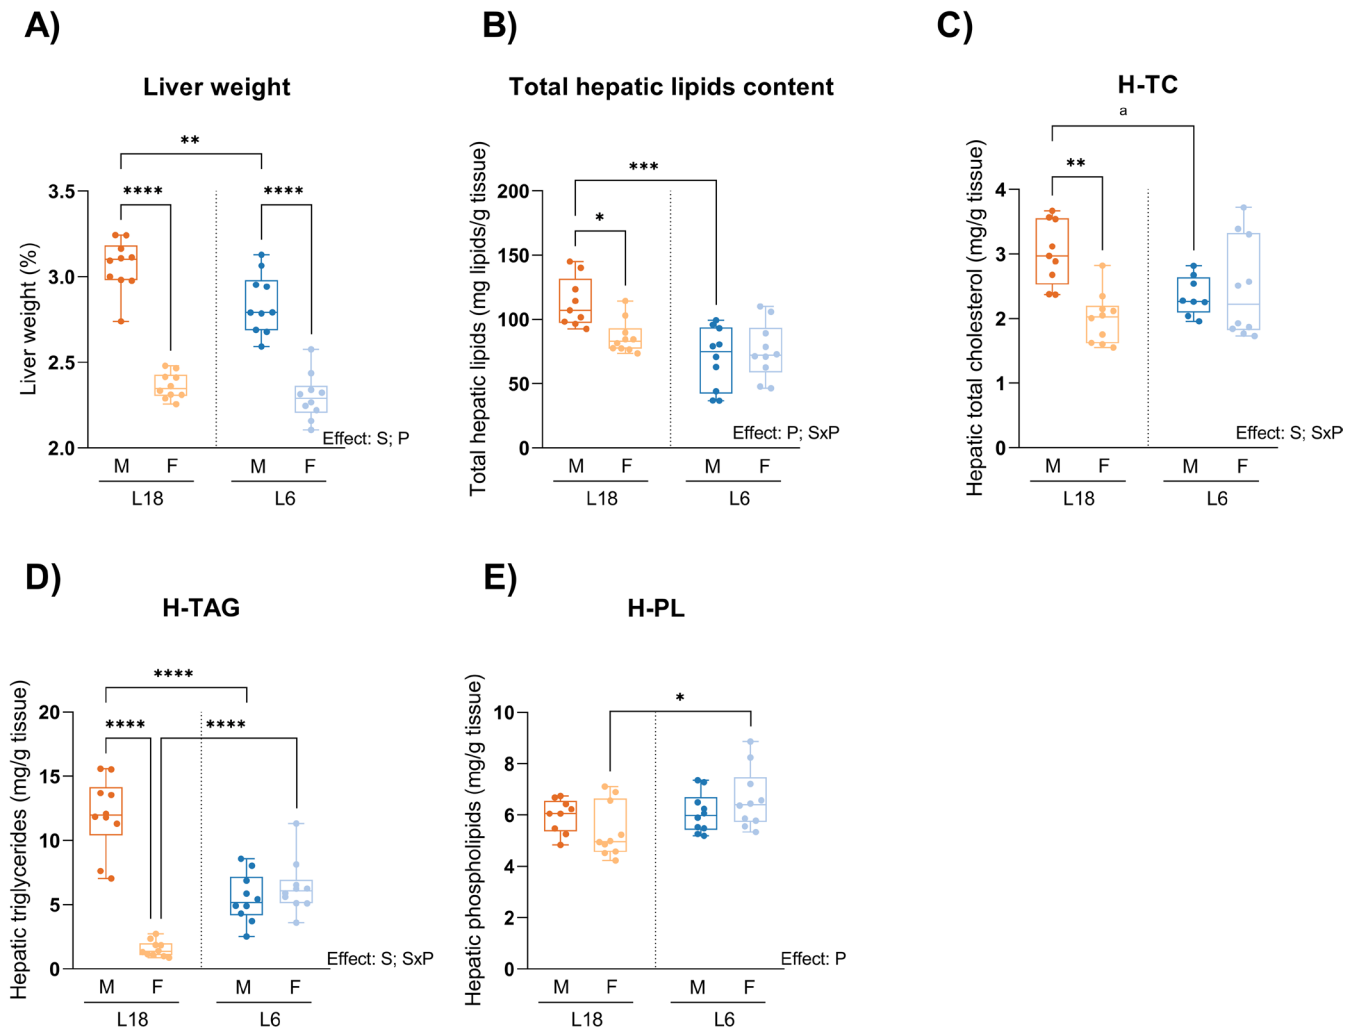 A)
B)
C)
Liver weight
Total hepatic lipids content
H-TC
**
****
****
Liver weight (%)
3.5
3.0
2.5
2.0
Effect: S; P
M F M F
L18 L6
***
*
Total hepatic lipids (mg lipids/g tissue)
200
150
100
50
0
Effect: P; SxP
M F M F
L18 L6
a
**
Hepatic total cholesterol (mg/g tissue)
4
3
2
1
0
Effect: S; SxP
M F M F
L18 L6
D)
E)
H-TAG
H-PL
****
****
****
Hepatic triglycerides (mg/g tissue)
20
15
10
5
0
Effect: S; SxP
M F M F
L18 L6
*
Hepatic phospholipids (mg/g tissue)
10
8
6
4
2
0
Effect: P
M F M F
L18 L6